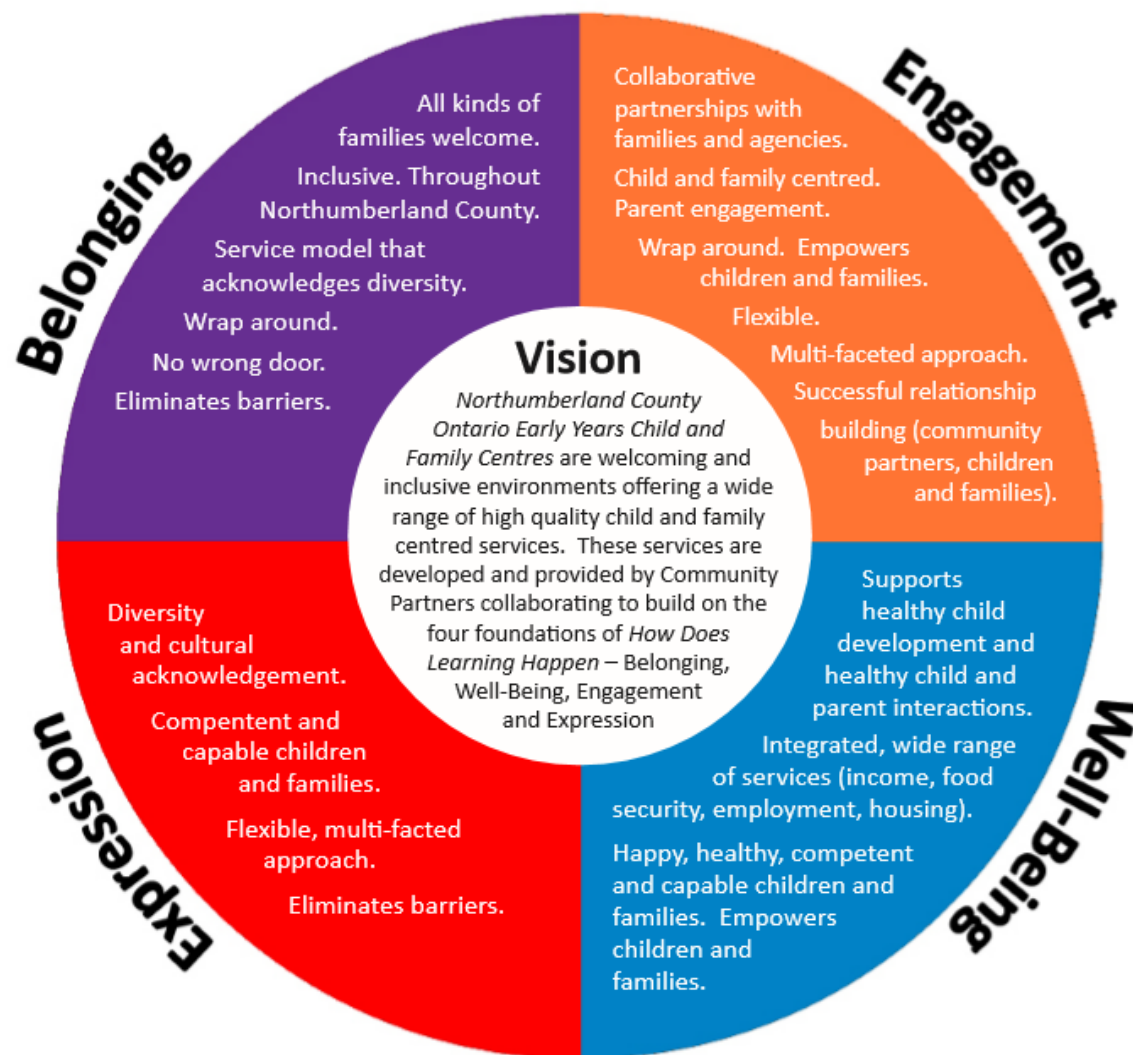 Belonging
All kinds of
families welcome.
Inclusive. Throughout
Northumberland County.
Service model that
acknowledges diversity.
Wrap around.
No wrong door.
Eliminates barriers.
Engagement
Collaborative
partnerships with
families and agencies.
Child and family centred.
Parent engagement.
Wrap around. Empowers
children and families.
Flexible.
Multi-faceted approach.
Successful relationship
building (community
partners, children
and families).
Vision
Northumberland County
Ontario Early Years Child and
Family Centres are welcoming and
inclusive environments offering a wide
range of high quality child and family
centred services. These services are
developed and provided by Community
Partners collaborating to build on the
four foundations of How Does
Learning Happen – Belonging,
Well-Being, Engagement
and Expression
Expression
Diversity
and cultural
acknowledgement.
Compentent and
capable children
and families.
Flexible, multi-facted
approach.
Eliminates barriers.
Well-Being
Supports
healthy child
development and
healthy child and
parent interactions.
Integrated, wide range
of services (income, food
security, employment, housing).
Happy, healthy, competent
and capable children and
families. Empowers
children and
families.